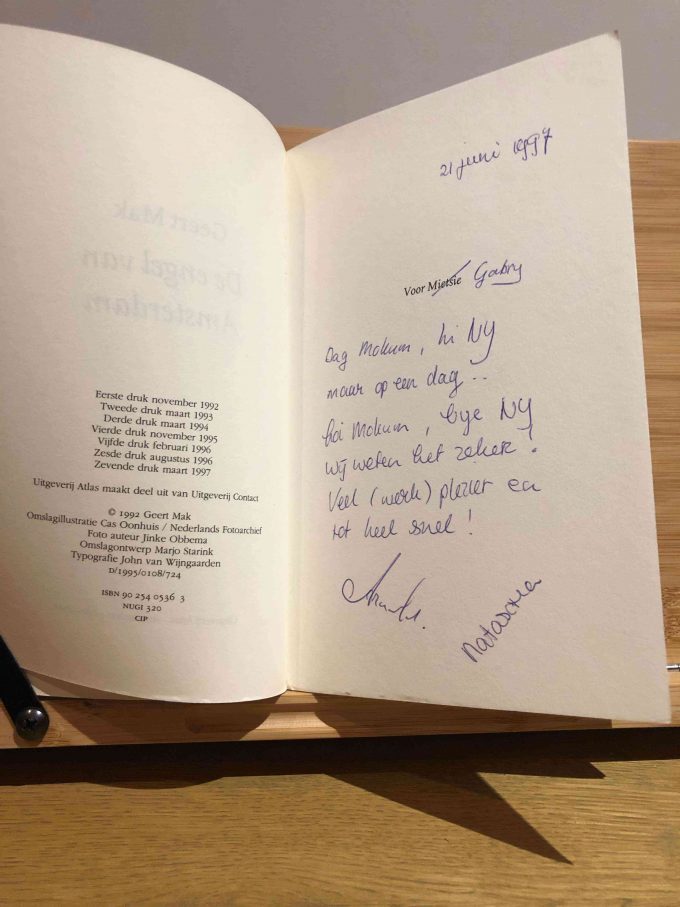 Geert Mak
De engel van
Amsterdam
Eerste druk november 1992
Tweede druk maart 1993
Derde druk maart 1994
Vierde druk november 1995
Vijfde druk februari 1996
Zesde druk augustus 1996
Zevende druk maart 1997
Uitgeverij Atlas maakt deel uit van Uitgeverij Contact
© 1992 Geert Mak
Omslagillustratie Cas Oonhuis / Nederlands Fotoarchief
Foto auteur Jinke Obbema
Omslagontwerp Marjo Starink
Typografie John van Wijngaarden
D/1995/0108/724
ISBN 90 254 0536 3
NUGI 320
CIP
21 juni 1997
Voor Mietsie Gabry
Dag Mokum, hi NY
maar op een dag ..
hoi Mokum, bye NY
wij weten het zeker!
Veel (werk) plezier en
tot heel snel!
Natascha